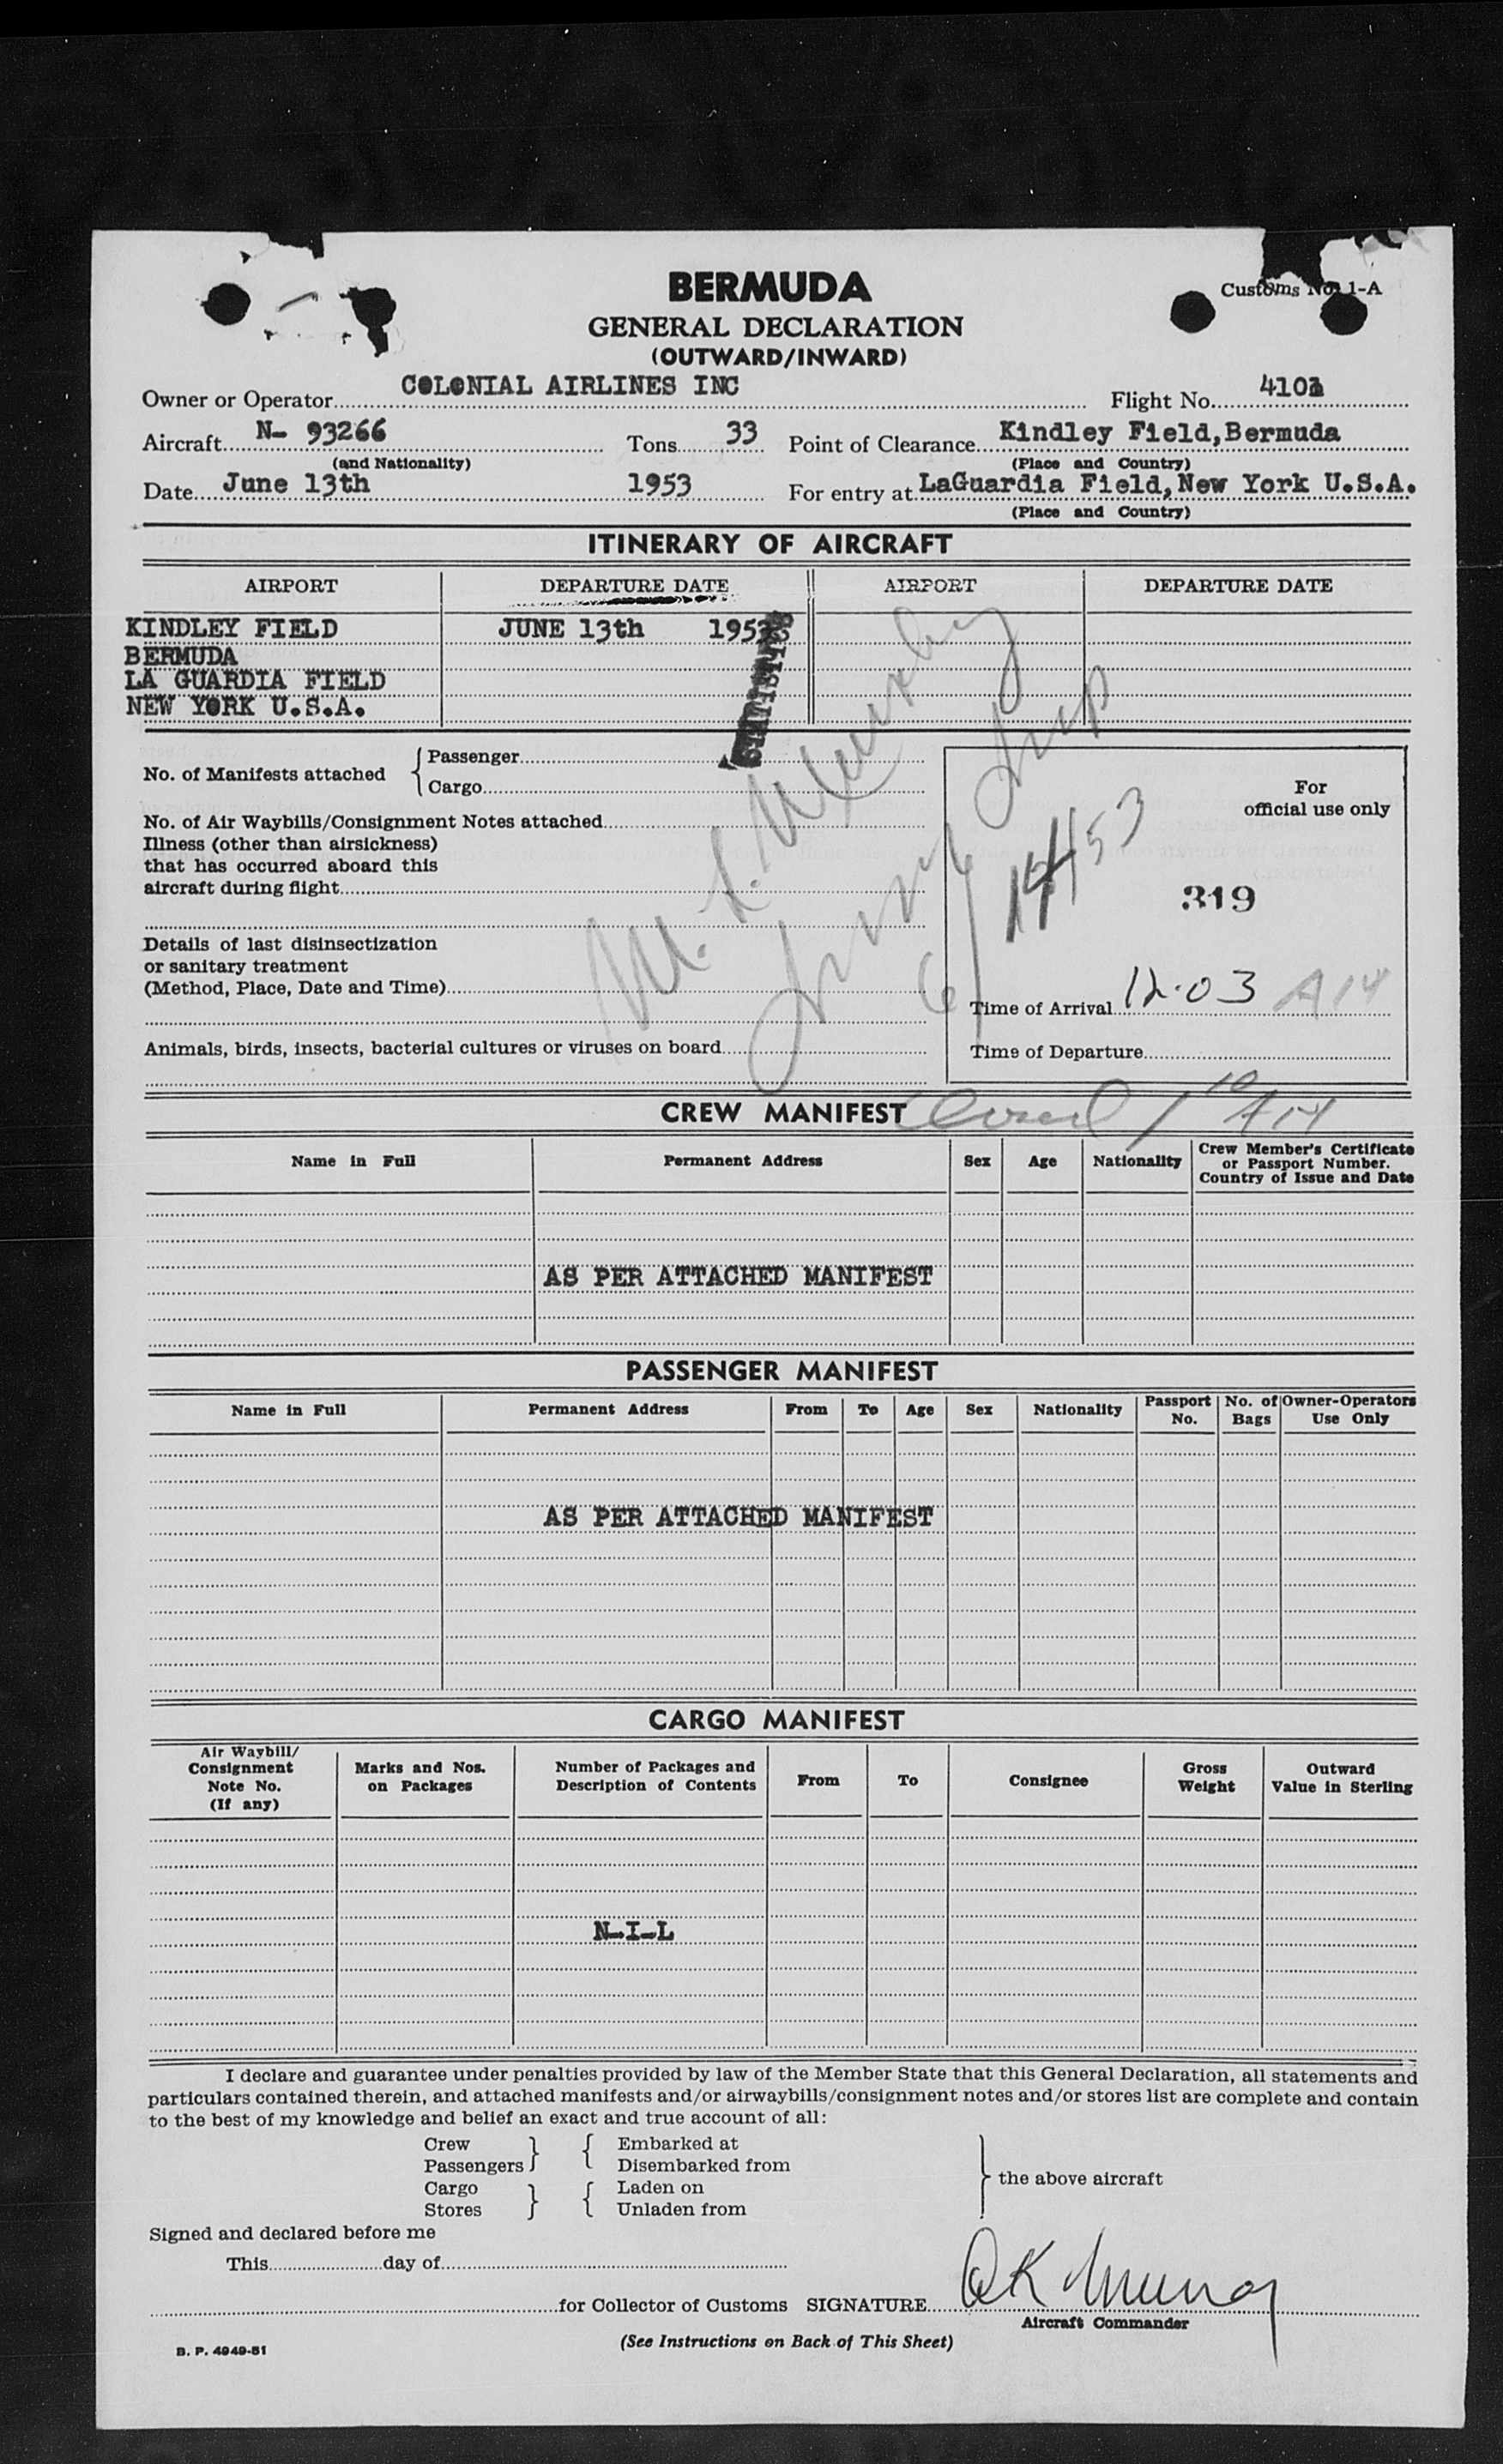 BERMUDA
Customs No. 1-A
GENERAL DECLARATION
(OUTWARD/INWARD)
Owner or Operator COLONIAL AIRLINES INC Flight No.
Aircraft N- 93266 Tons 33 Point of Clearance Kindley Field, Bermuda
(and Nationality) (Place and Country)
Date June 13th 1953 For entry at LaGuardia Field, New York U.S.A.
(Place and Country)
ITINERARY OF AIRCRAFT
AIRPORT DEPARTURE DATE AIRPORT DEPARTURE DATE
KINDLEY FIELD JUNE 13th 1953
BERMUDA
LA GUARDIA FIELD
NEW YORK U.S.A.
No. of Manifests attached { Passenger
Cargo
For
official use only
No. of Air Waybills/Consignment Notes attached
Illness (other than airsickness)
that has occurred aboard this
aircraft during flight
53
319
Details of last disinsectization
or sanitary treatment
(Method, Place, Date and Time)
Time of Arrival 12.03 A 14
Animals, birds, insects, bacterial cultures or viruses on board
Time of Departure
CREW MANIFEST
Name in Full Permanent Address Sex Age Nationality Crew Member's Certificate
or Passport Number.
Country of Issue and Date
AS PER ATTACHED MANIFEST
PASSENGER MANIFEST
Name in Full Permanent Address From To Age Sex Nationality Passport No. No. of Bags Owner-Operators Use Only
AS PER ATTACHED MANIFEST
CARGO MANIFEST
Air Waybill/
Consignment
Note No.
(If any)
Marks and Nos.
on Packages
Number of Packages and
Description of Contents
From To Consignee
Gross
Weight
Outward
Value in Sterling
N-I-L
I declare and guarantee under penalties provided by law of the Member State that this General Declaration, all statements and
particulars contained therein, and attached manifests and/or airwaybills/consignment notes and/or stores list are complete and contain
to the best of my knowledge and belief an exact and true account of all:
Crew } { Embarked at
Passengers } { Disembarked from
Cargo } { Laden on
Stores } { Unladen from
} the above aircraft
Signed and declared before me
This day of
for Collector of Customs SIGNATURE
Aircraft Commander
(See Instructions on Back of This Sheet)
B. P. 4949-51